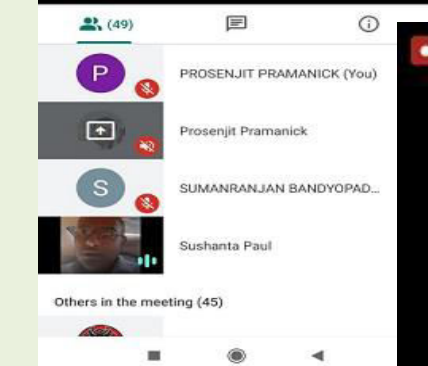 (49)
P
PROSENJIT PRAMANICK (You)
Prosenjit Pramanick
S
SUMANRANJAN BANDYOPAD...
Sushanta Paul
Others in the meeting (45)